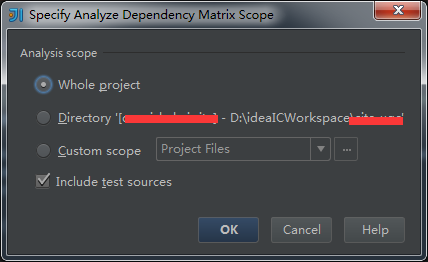 Specify Analyze Dependency Matrix Scope
Analysis scope
Whole project
Directory '[ ] - D:\ideaICWorkspace\
Custom scope Project Files ...
Include test sources
OK Cancel Help